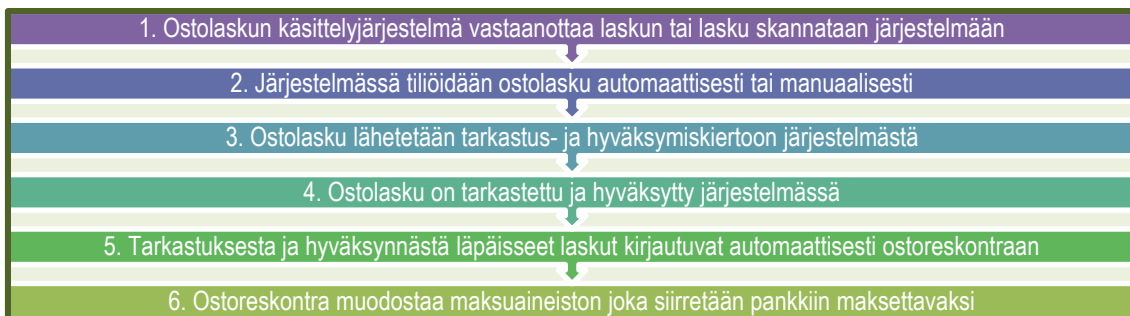 1. Ostolaskun käsittelyjärjestelmä vastaanottaa laskun tai lasku skannataan järjestelmään
2. Järjestelmässä tiliöidään ostolasku automaattisesti tai manuaalisesti
3. Ostolasku lähetetään tarkastus- ja hyväksymiskiertoon järjestelmästä
4. Ostolasku on tarkastettu ja hyväksytty järjestelmässä
5. Tarkastuksesta ja hyväksynnästä läpäisseet laskut kirjautuvat automaattisesti ostoreskontraan
6. Ostoreskontra muodostaa maksuaineiston joka siirretään pankkiin maksettavaksi